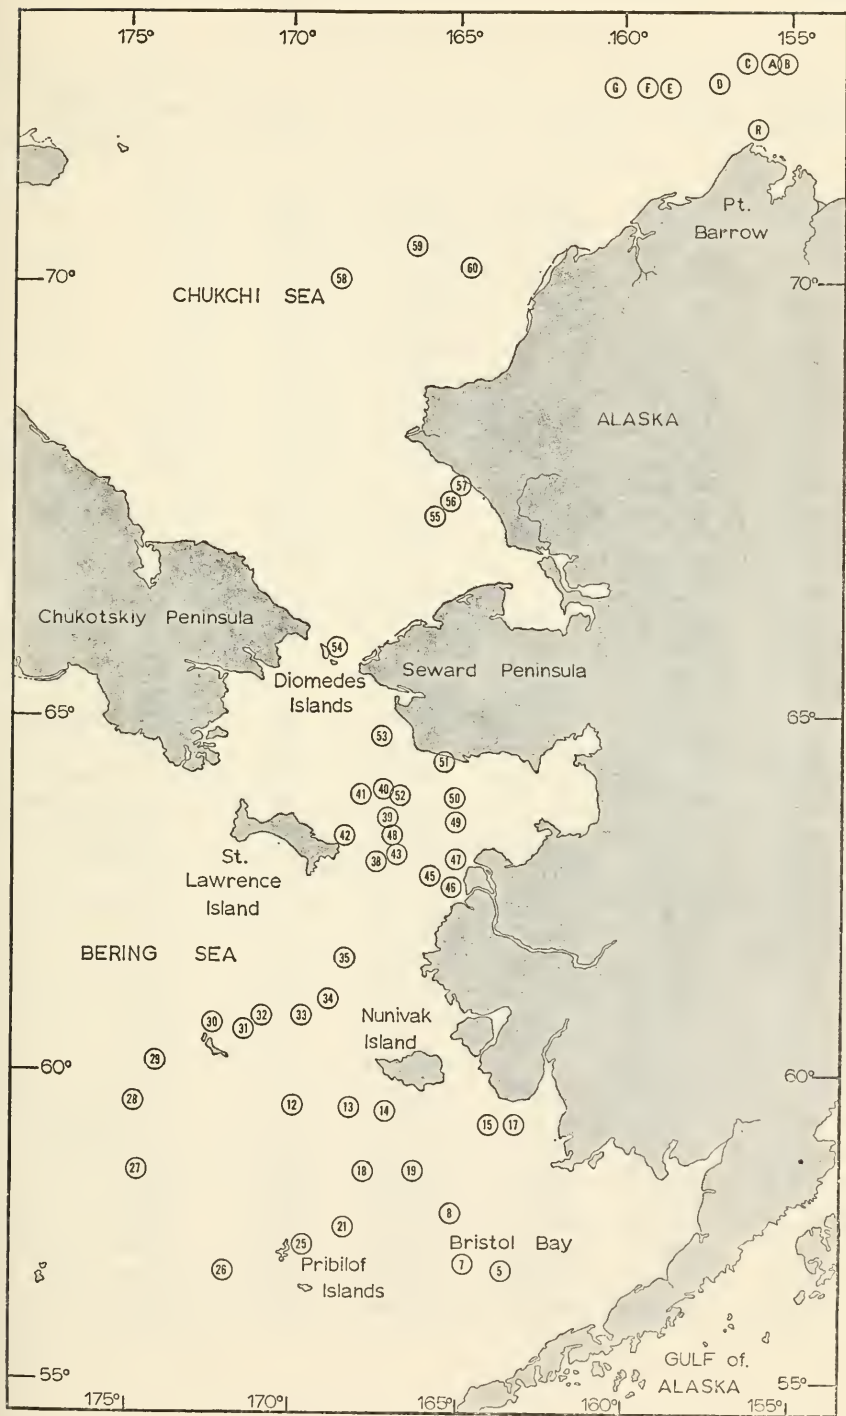 175° 170° 165° .160° 155°
C A B
G F E D
R
Pt.
Barrow
59
60
58
70° 70°
CHUKCHI SEA
ALASKA
57
56
55
Chukotskiy Peninsula
54
Seward Peninsula
Diomedes
Islands
65° 65°
53
51
41 40 52 50
39 49
42 48
38 43 47
45
46
St.
Lawrence
Island
BERING SEA
35
34
30 31 32 33
Nunivak
Island
29
60° 60°
28 12 13 14
15 17
27 18 19
8
21
25
Bristol Bay
26
7 5
Pribilof
Islands
GULF of.
ALASKA
55° 55°
175° 170° 165° 160° 155°